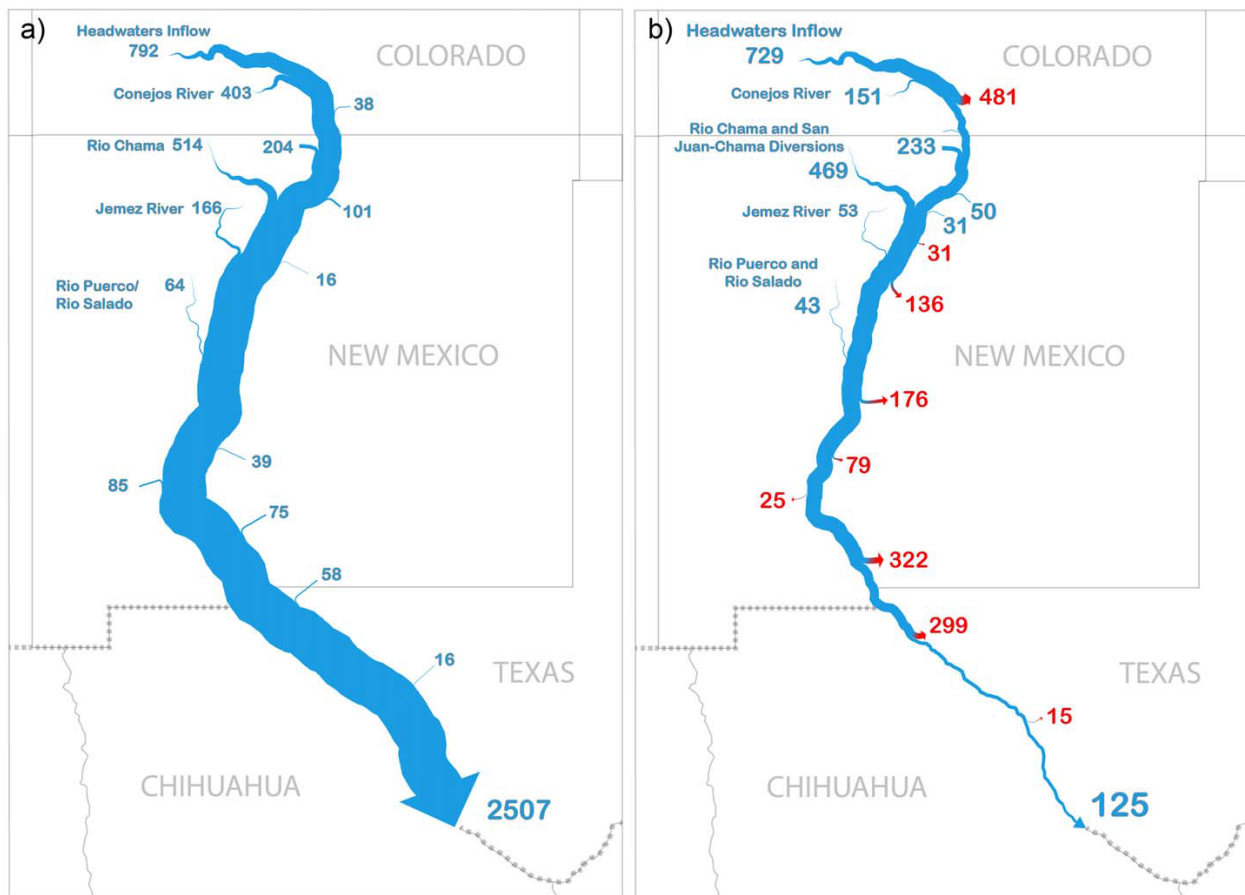 a)
Headwaters Inflow
792
COLORADO
Conejos River 403
38
Rio Chama 514
204
Jemez River 166
101
16
Rio Puerco/
Rio Salado
64
NEW MEXICO
39
85
75
58
16
TEXAS
CHIHUAHUA
2507
b)
Headwaters Inflow
729
COLORADO
Conejos River
151
481
Rio Chama and San
Juan-Chama Diversions
233
469
Jemez River 53
50
31
31
Rio Puerco and
Rio Salado
43
136
NEW MEXICO
176
79
25
322
299
TEXAS
15
CHIHUAHUA
125